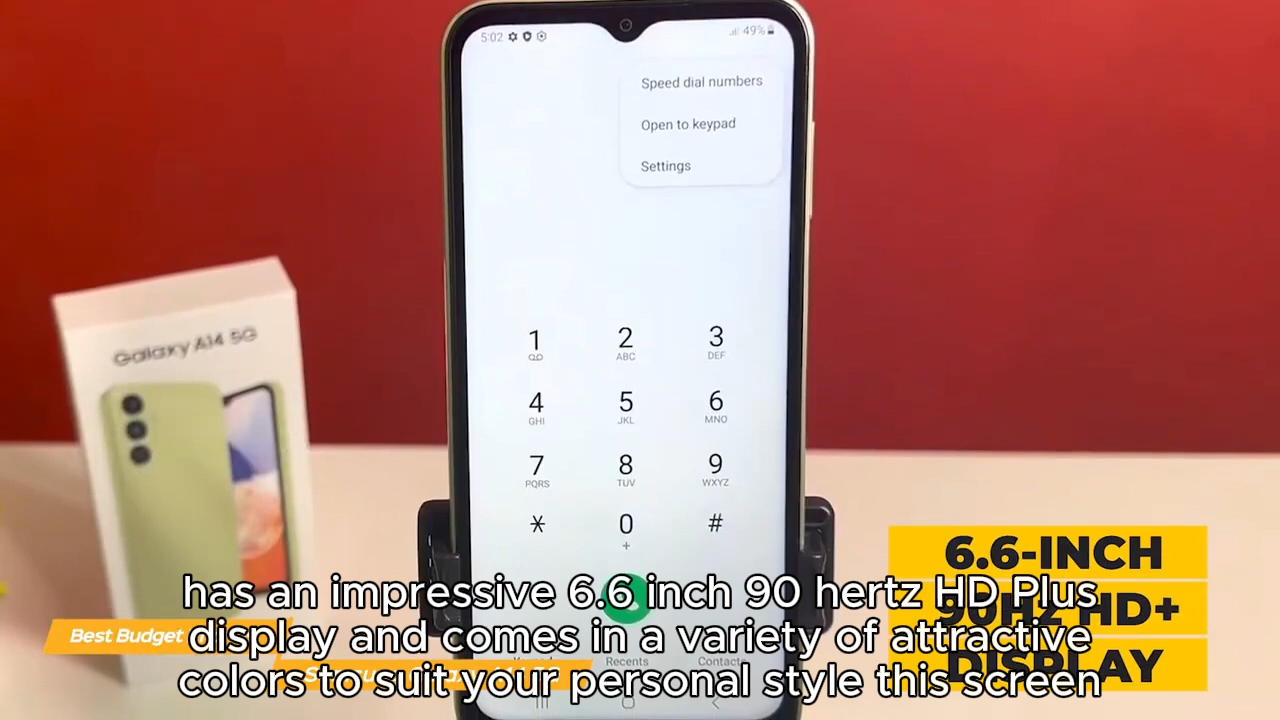 5:02
49%
Speed dial numbers
Open to keypad
Settings
Galaxy A14 5G
1
2
ABC
3
DEF
4
GHI
5
JKL
6
MNO
7
PQRS
8
TUV
9
WXYZ
*
0
+
#
6.6-INCH
90HZ HD+
DISPLAY
has an impressive 6.6 inch 90 hertz HD Plus
display and comes in a variety of attractive
colors to suit your personal style this screen
Best Budget
Recents